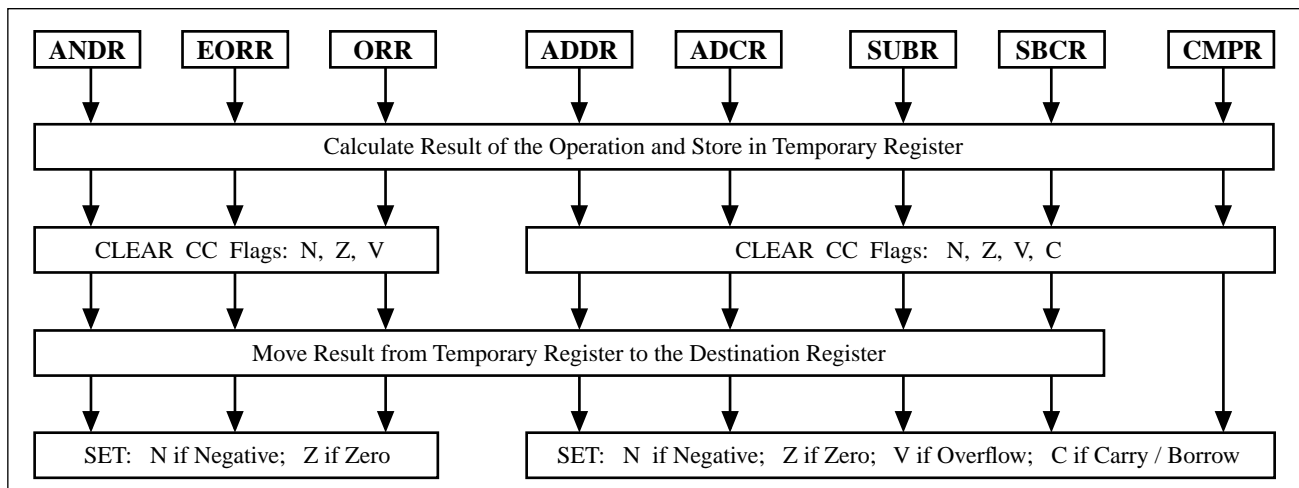 ANDR EORR ORR ADDR ADCR SUBR SBCR CMPR
Calculate Result of the Operation and Store in Temporary Register
CLEAR CC Flags: N, Z, V
CLEAR CC Flags: N, Z, V, C
Move Result from Temporary Register to the Destination Register
SET: N if Negative; Z if Zero
SET: N if Negative; Z if Zero; V if Overflow; C if Carry / Borrow